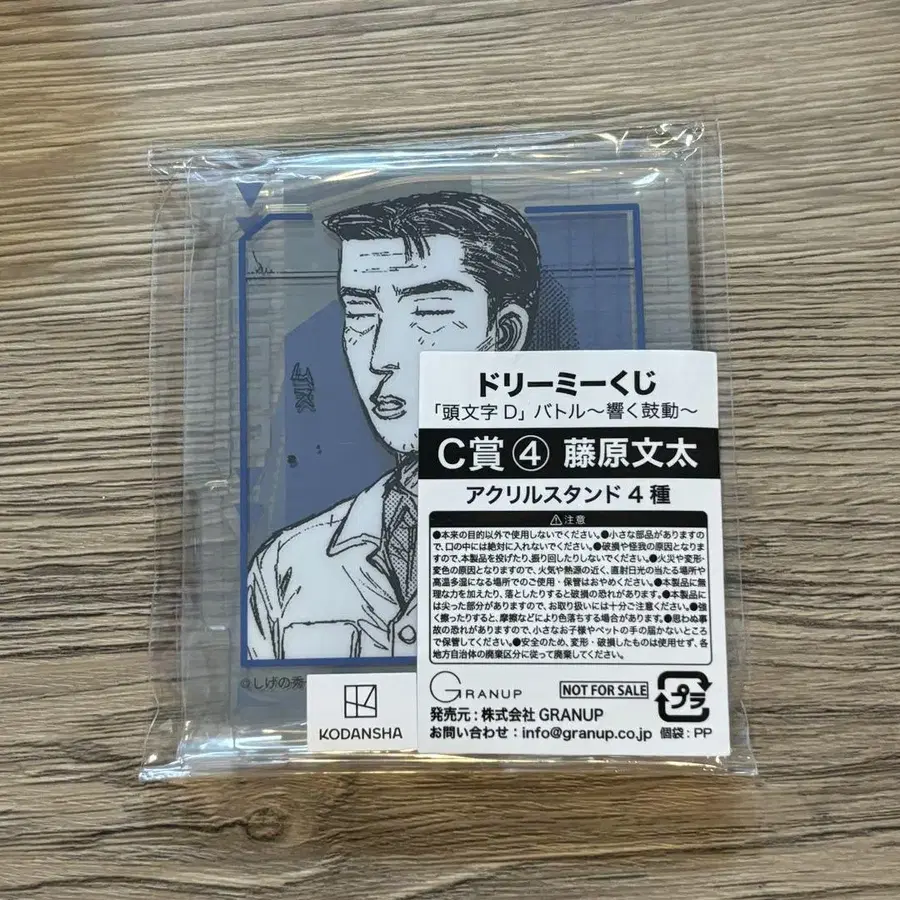 ドリーミーくじ
「頭文字D」バトル〜響く鼓動〜
C賞④ 藤原文太
アクリルスタンド4種
⚠注意
●本来の目的以外で使用しないでください。●小さな部品がありますの
で、口の中には絶対に入れないでください。●破損や怪我の原因となりま
すので、本製品を投げたり、振り回したりしないでください。●火災や変形・
変色の原因となりますので、火気や熱源の近く、直射日光の当たる場所や
高温多湿になる場所でのご使用・保管はおやめください。●本製品に無
理な力を加えたり、落としたりすると破損の恐れがあります。●本製品に
は尖った部分がありますので、お取り扱いには十分ご注意ください。●強
く擦ったりすると、摩擦などにより色落ちする場合があります。●思わぬ事
故の恐れがありますので、小さなお子様やペットの手の届かないところ
で保管してください。●安全のため、変形・破損したものは使用せず、各
地方自治体の廃棄区分に従って廃棄してください。
GRANUP
NOT FOR SALE
プラ
発売元：株式会社GRANUP
お問い合わせ：info@granup.co.jp
個袋：PP
©しげの秀
KODANSHA